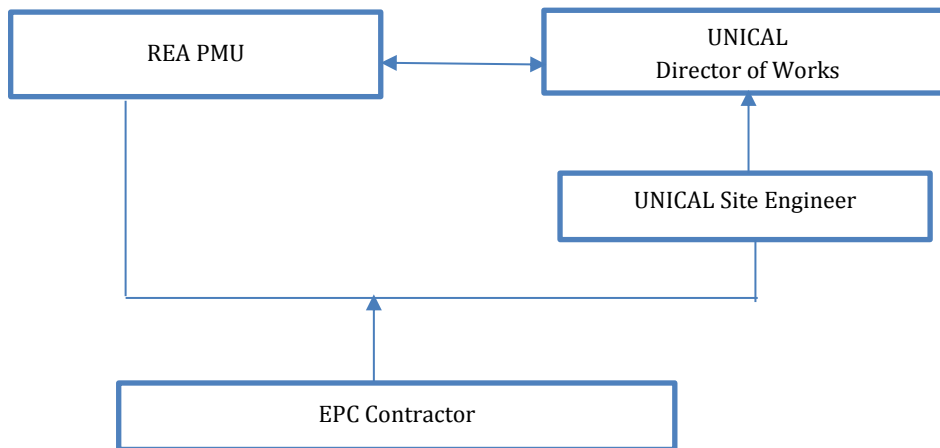 REA PMU
UNICAL
Director of Works
UNICAL Site Engineer
EPC Contractor